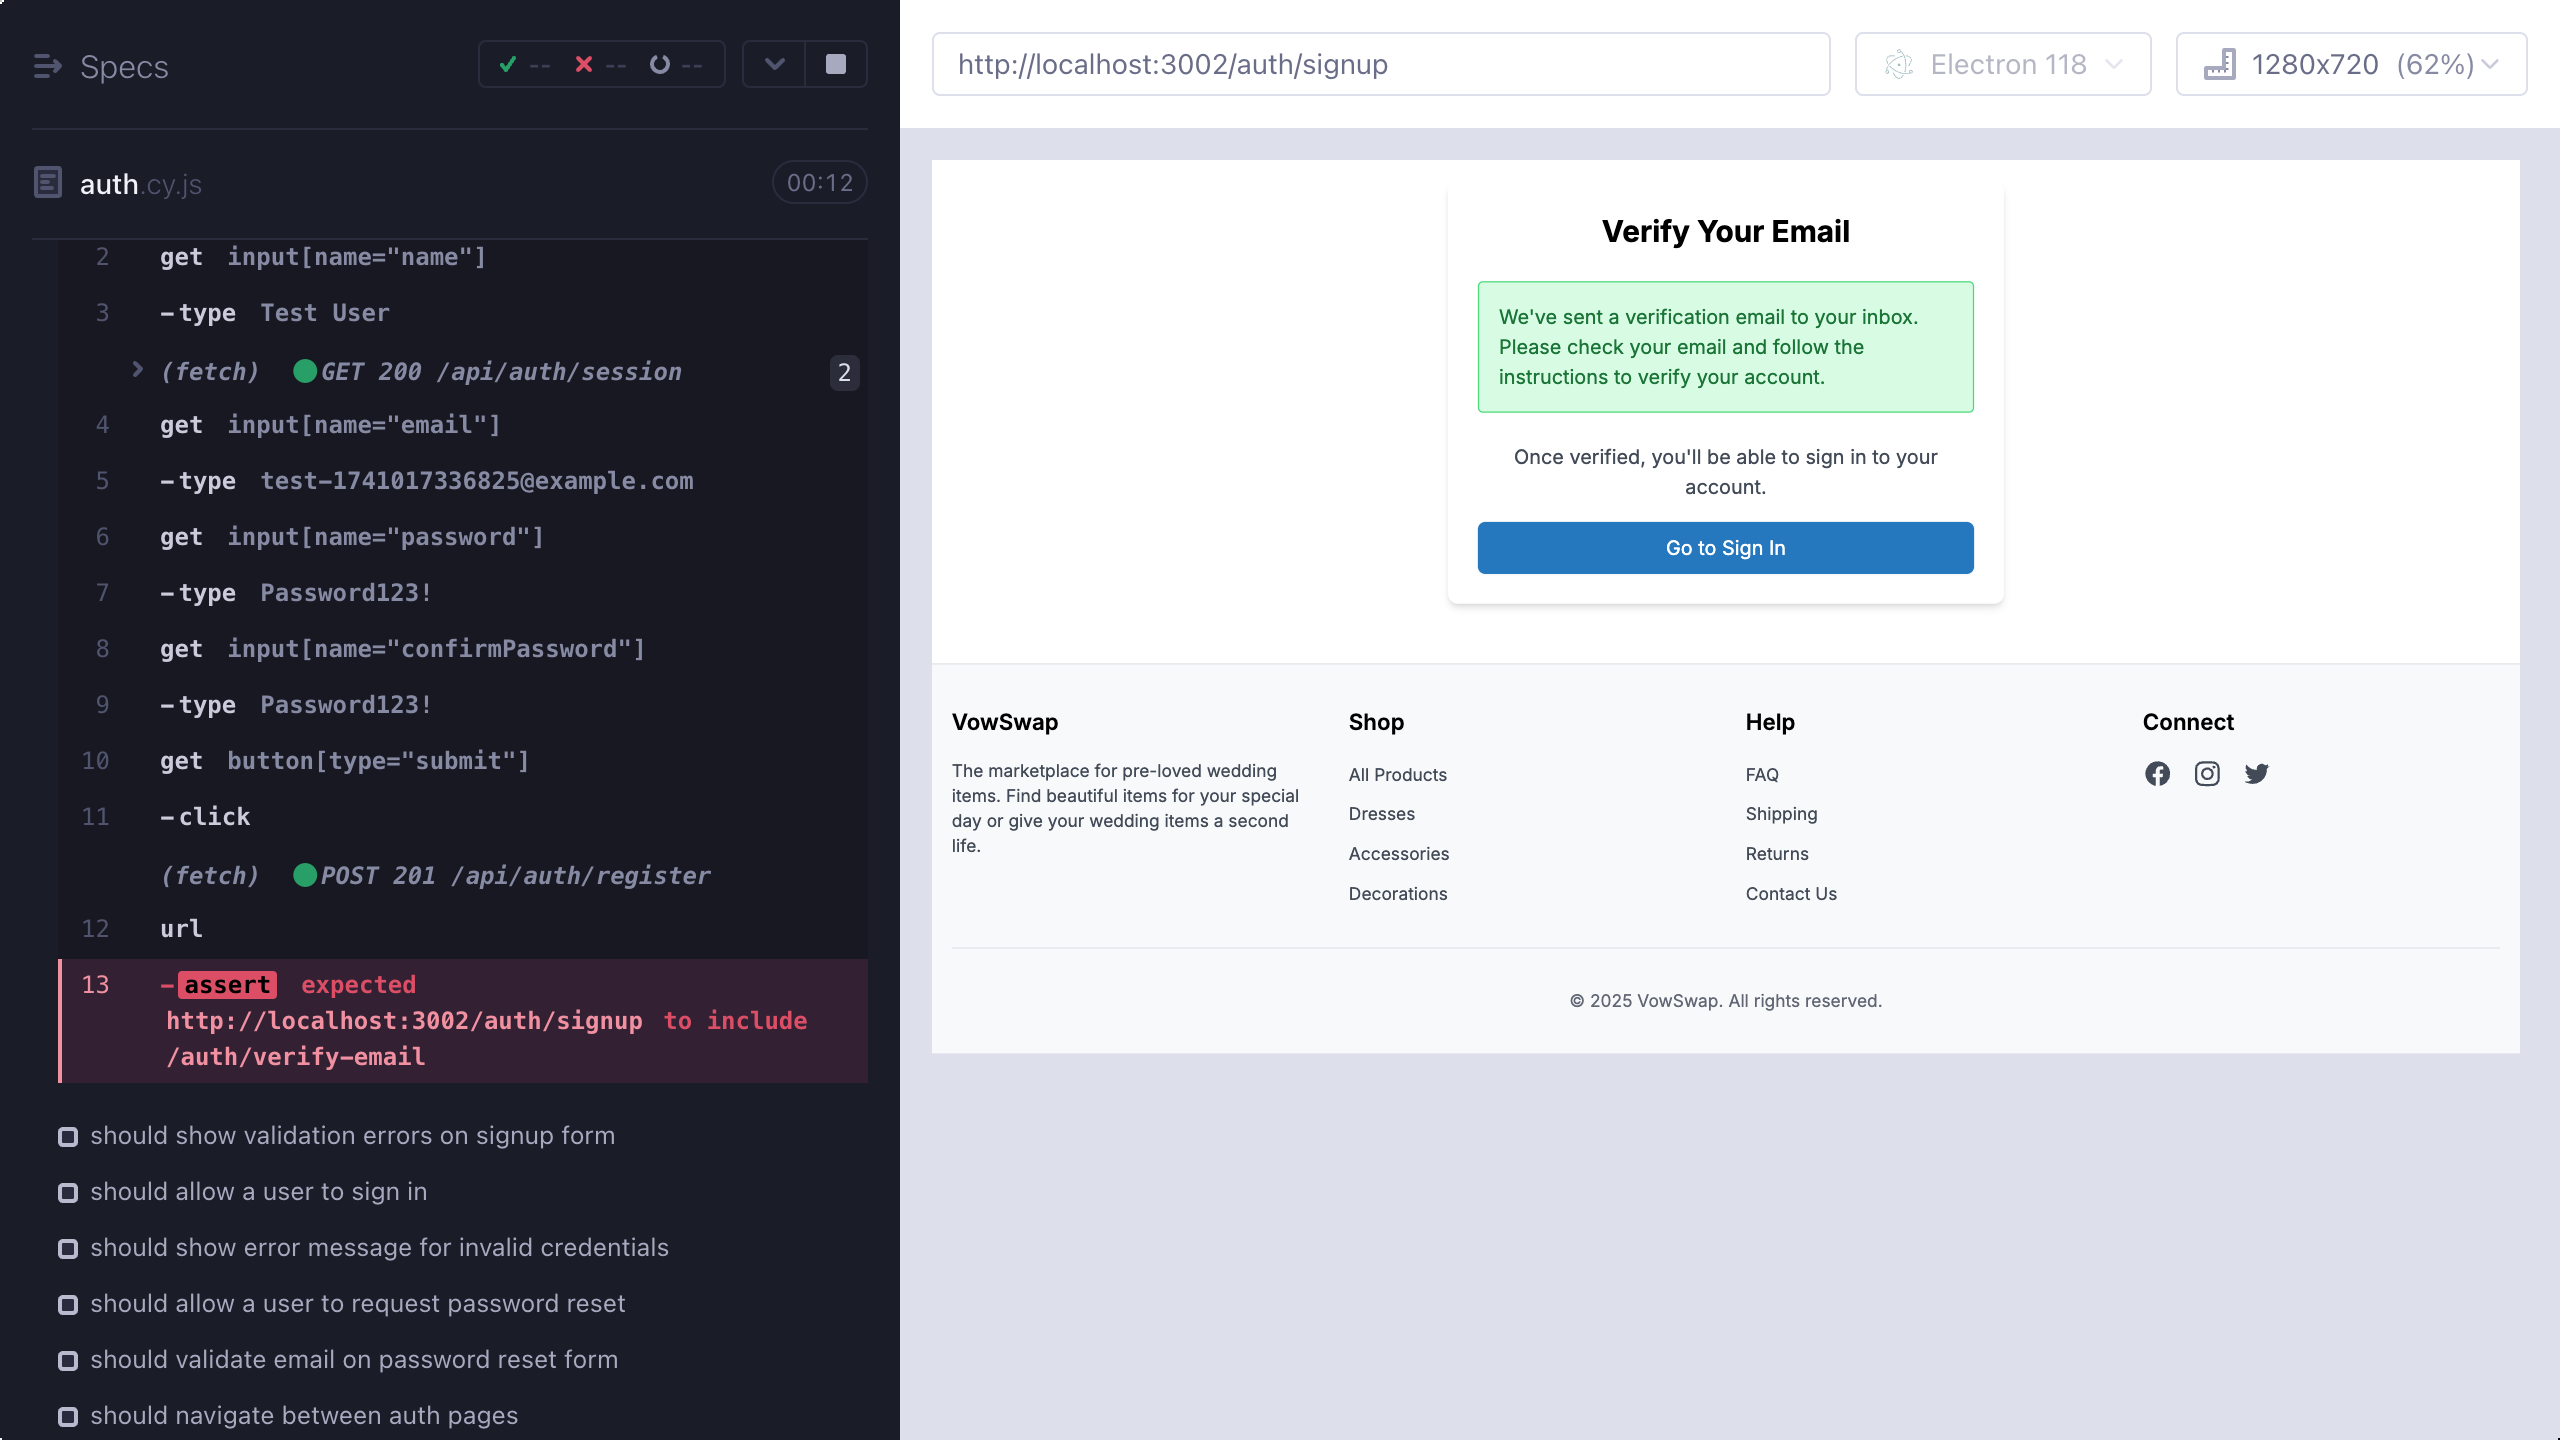 Specs
-- -- --
auth.cy.js
00:12
2 get input[name="name"]
3 -type Test User
(fetch) GET 200 /api/auth/session 2
4 get input[name="email"]
5 -type test-1741017336825@example.com
6 get input[name="password"]
7 -type Password123!
8 get input[name="confirmPassword"]
9 -type Password123!
10 get button[type="submit"]
11 -click
(fetch) POST 201 /api/auth/register
12 url
13 -assert expected
http://localhost:3002/auth/signup to include
/auth/verify-email
should show validation errors on signup form
should allow a user to sign in
should show error message for invalid credentials
should allow a user to request password reset
should validate email on password reset form
should navigate between auth pages
http://localhost:3002/auth/signup
Electron 118
1280x720 (62%)
Verify Your Email
We've sent a verification email to your inbox.
Please check your email and follow the
instructions to verify your account.
Once verified, you'll be able to sign in to your
account.
Go to Sign In
VowSwap
The marketplace for pre-loved wedding
items. Find beautiful items for your special
day or give your wedding items a second
life.
Shop
All Products
Dresses
Accessories
Decorations
Help
FAQ
Shipping
Returns
Contact Us
Connect
© 2025 VowSwap. All rights reserved.